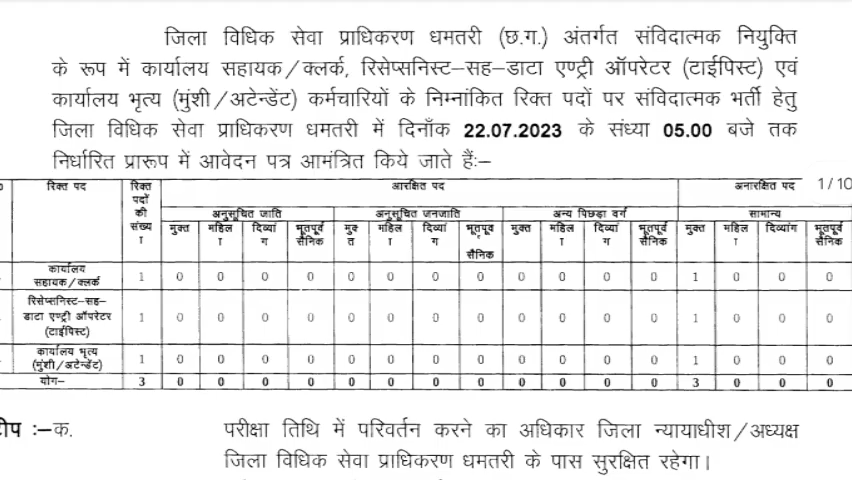 जिला विधिक सेवा प्राधिकरण धमतरी (छ.ग.) अंतर्गत संविदात्मक नियुक्ति
के रूप में कार्यालय सहायक/क्लर्क, रिसेप्सनिस्ट–सह–डाटा एण्ट्री ऑपरेटर (टाईपिस्ट) एवं
कार्यालय भृत्य (मुंशी/अटेन्डेंट) कर्मचारियों के निम्नांकित रिक्त पदों पर संविदात्मक भर्ती हेतु
जिला विधिक सेवा प्राधिकरण धमतरी में दिनाँक 22.07.2023 के संध्या 05.00 बजे तक
निर्धारित प्रारूप में आवेदन पत्र आमंत्रित किये जाते हैं:–
रिक्त पद रिक्त पदों की संख्या आरक्षित पद अनारक्षित पद 1/10
अनुसूचित जाति अनुसूचित जनजाति अन्य पिछड़ा वर्ग सामान्य
मुक्त महिला दिव्यांग भूतपूर्व सैनिक मुक्त महिला दिव्यांग भूतपूर्व सैनिक मुक्त महिला दिव्यांग भूतपूर्व सैनिक मुक्त महिला दिव्यांग भूतपूर्व सैनिक
कार्यालय सहायक/क्लर्क 1 0 0 0 0 0 0 0 0 0 0 0 0 1 0 0 0
रिसेप्सनिस्ट–सह–डाटा एण्ट्री ऑपरेटर (टाईपिस्ट) 1 0 0 0 0 0 0 0 0 0 0 0 0 1 0 0 0
कार्यालय भृत्य (मुंशी/अटेन्डेंट) 1 0 0 0 0 0 0 0 0 0 0 0 0 1 0 0 0
योग– 3 0 0 0 0 0 0 0 0 0 0 0 0 3 0 0 0
टीप :–क. परीक्षा तिथि में परिवर्तन करने का अधिकार जिला न्यायाधीश/अध्यक्ष
जिला विधिक सेवा प्राधिकरण धमतरी के पास सुरक्षित रहेगा।